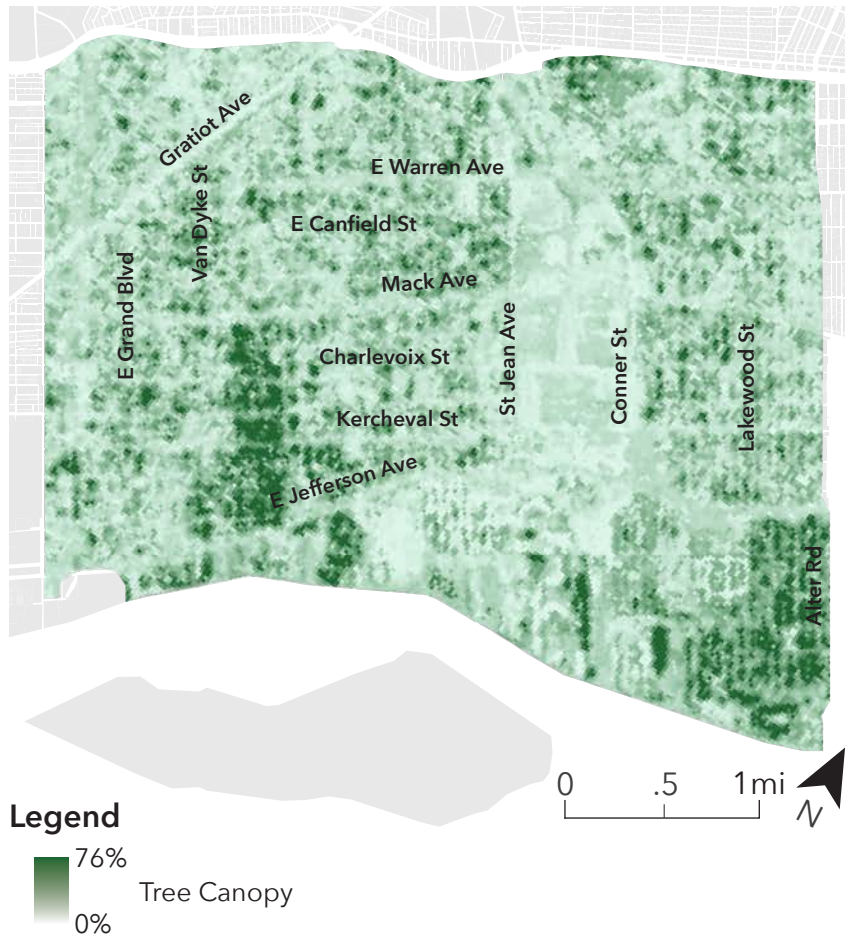 Gratiot Ave
E Warren Ave
Van Dyke St
E Canfield St
E Grand Blvd
Mack Ave
St Jean Ave
Conner St
Lakewood St
Charlevoix St
Kercheval St
E Jefferson Ave
Alter Rd
0 .5 1mi
N
Legend
76%
Tree Canopy
0%